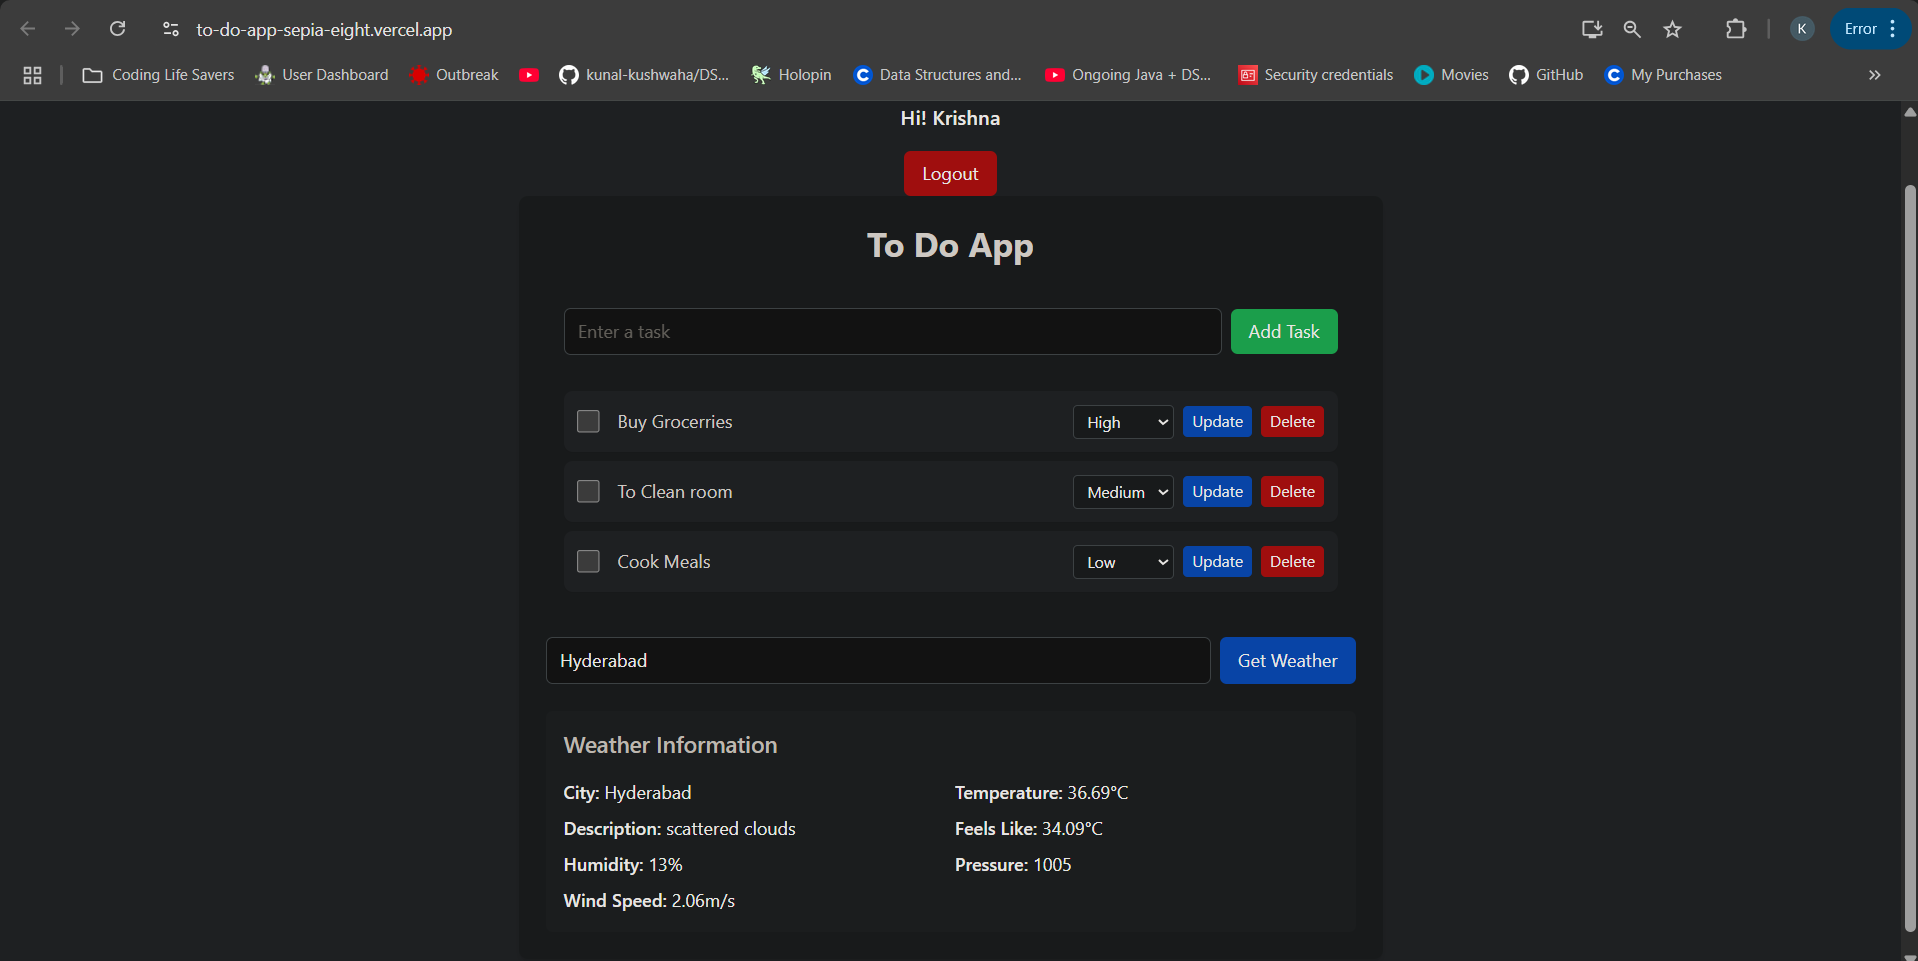 to-do-app-sepia-eight.vercel.app K Error
Coding Life Savers User Dashboard Outbreak kunal-kushwaha/DS... Holopin Data Structures and... Ongoing Java + DS... Security credentials Movies GitHub My Purchases »
Hi! Krishna
Logout
To Do App
Enter a task Add Task
Buy Grocerries High Update Delete
To Clean room Medium Update Delete
Cook Meals Low Update Delete
Hyderabad Get Weather
Weather Information
City: Hyderabad Temperature: 36.69°C
Description: scattered clouds Feels Like: 34.09°C
Humidity: 13% Pressure: 1005
Wind Speed: 2.06m/s